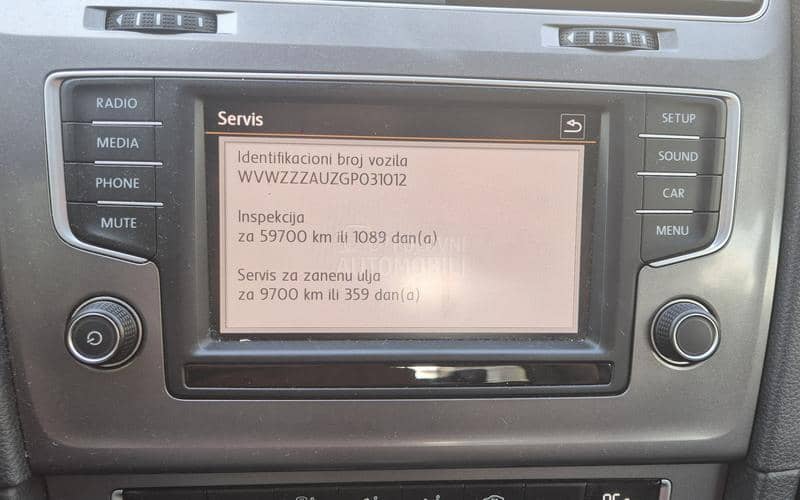 RADIO
MEDIA
PHONE
MUTE
Servis
Identifikacioni broj vozila
WVWZZZAUZGP031012
Inspekcija
za 59700 km ili 1089 dan(a)
Servis za zanenu ulja
za 9700 km ili 359 dan(a)
AUTOMOBILI
SETUP
SOUND
CAR
MENU